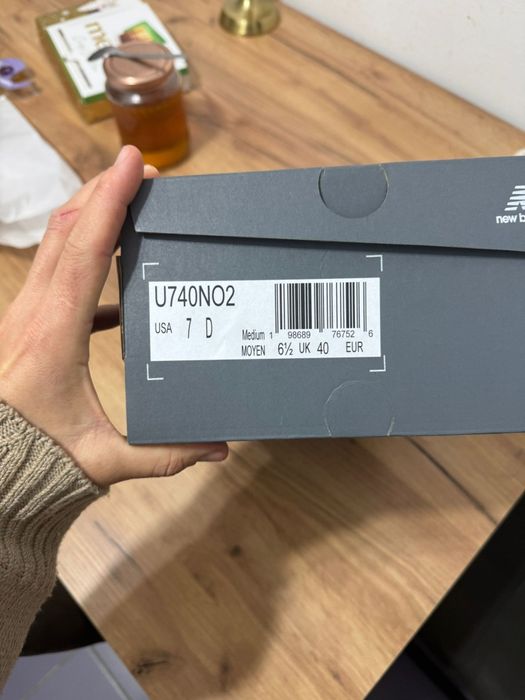 new b
U740NO2
USA 7 D
Medium 1 98689 76752 6
MOYEN 6½ UK 40 EUR